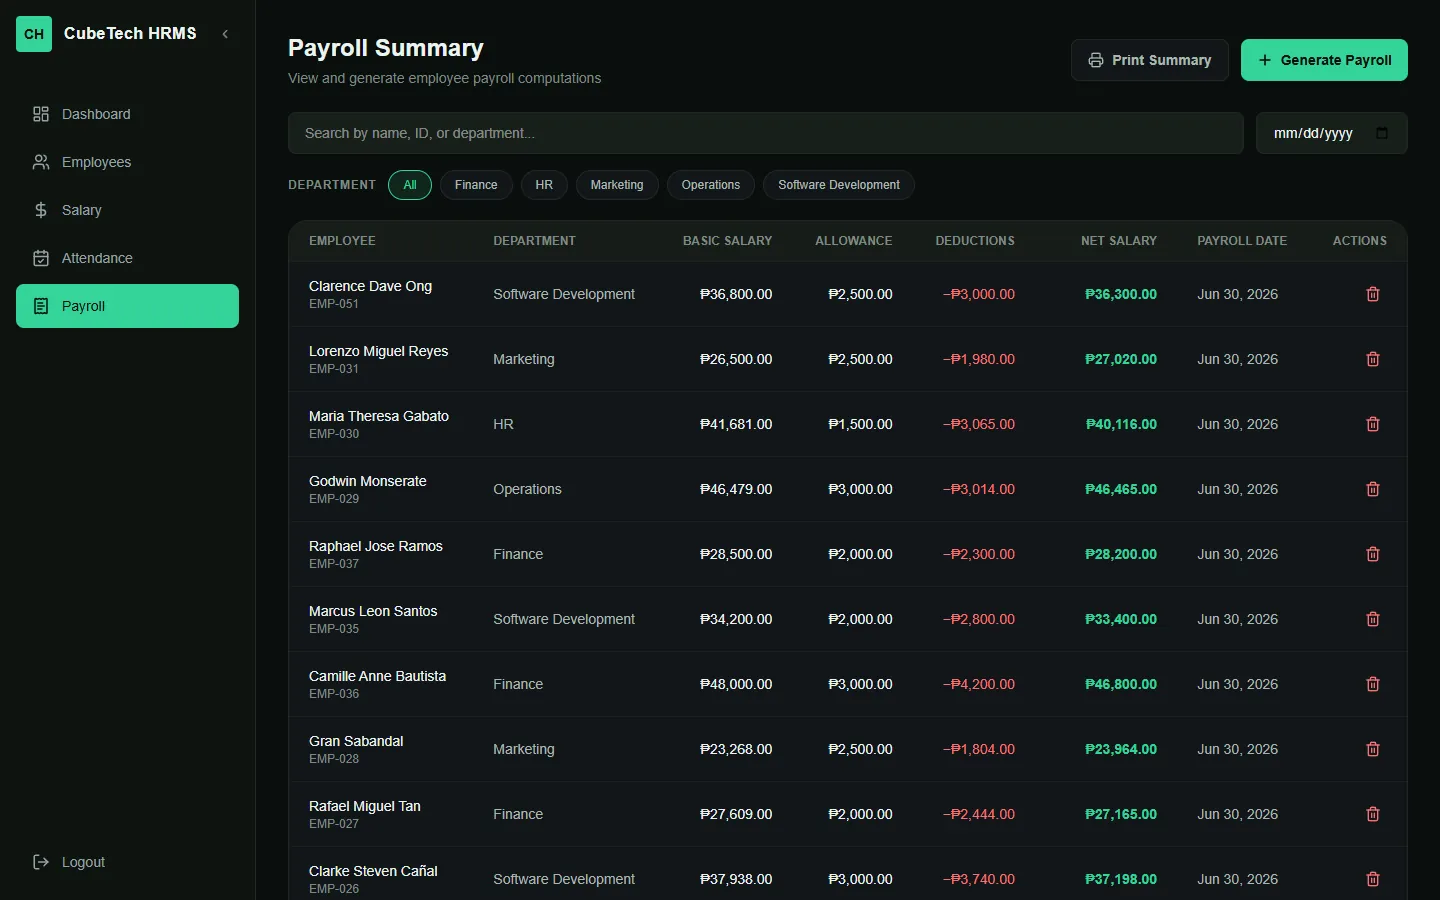 CH CubeTech HRMS
Dashboard
Employees
Salary
Attendance
Payroll
Logout
Payroll Summary
View and generate employee payroll computations
Print Summary
Generate Payroll
Search by name, ID, or department...
mm/dd/yyyy
DEPARTMENT All Finance HR Marketing Operations Software Development
EMPLOYEE DEPARTMENT BASIC SALARY ALLOWANCE DEDUCTIONS NET SALARY PAYROLL DATE ACTIONS
Clarence Dave Ong
EMP-051
Software Development ₱36,800.00 ₱2,500.00 −₱3,000.00 ₱36,300.00 Jun 30, 2026
Lorenzo Miguel Reyes
EMP-031
Marketing ₱26,500.00 ₱2,500.00 −₱1,980.00 ₱27,020.00 Jun 30, 2026
Maria Theresa Gabato
EMP-030
HR ₱41,681.00 ₱1,500.00 −₱3,065.00 ₱40,116.00 Jun 30, 2026
Godwin Monserate
EMP-029
Operations ₱46,479.00 ₱3,000.00 −₱3,014.00 ₱46,465.00 Jun 30, 2026
Raphael Jose Ramos
EMP-037
Finance ₱28,500.00 ₱2,000.00 −₱2,300.00 ₱28,200.00 Jun 30, 2026
Marcus Leon Santos
EMP-035
Software Development ₱34,200.00 ₱2,000.00 −₱2,800.00 ₱33,400.00 Jun 30, 2026
Camille Anne Bautista
EMP-036
Finance ₱48,000.00 ₱3,000.00 −₱4,200.00 ₱46,800.00 Jun 30, 2026
Gran Sabandal
EMP-028
Marketing ₱23,268.00 ₱2,500.00 −₱1,804.00 ₱23,964.00 Jun 30, 2026
Rafael Miguel Tan
EMP-027
Finance ₱27,609.00 ₱2,000.00 −₱2,444.00 ₱27,165.00 Jun 30, 2026
Clarke Steven Cañal
EMP-026
Software Development ₱37,938.00 ₱3,000.00 −₱3,740.00 ₱37,198.00 Jun 30, 2026